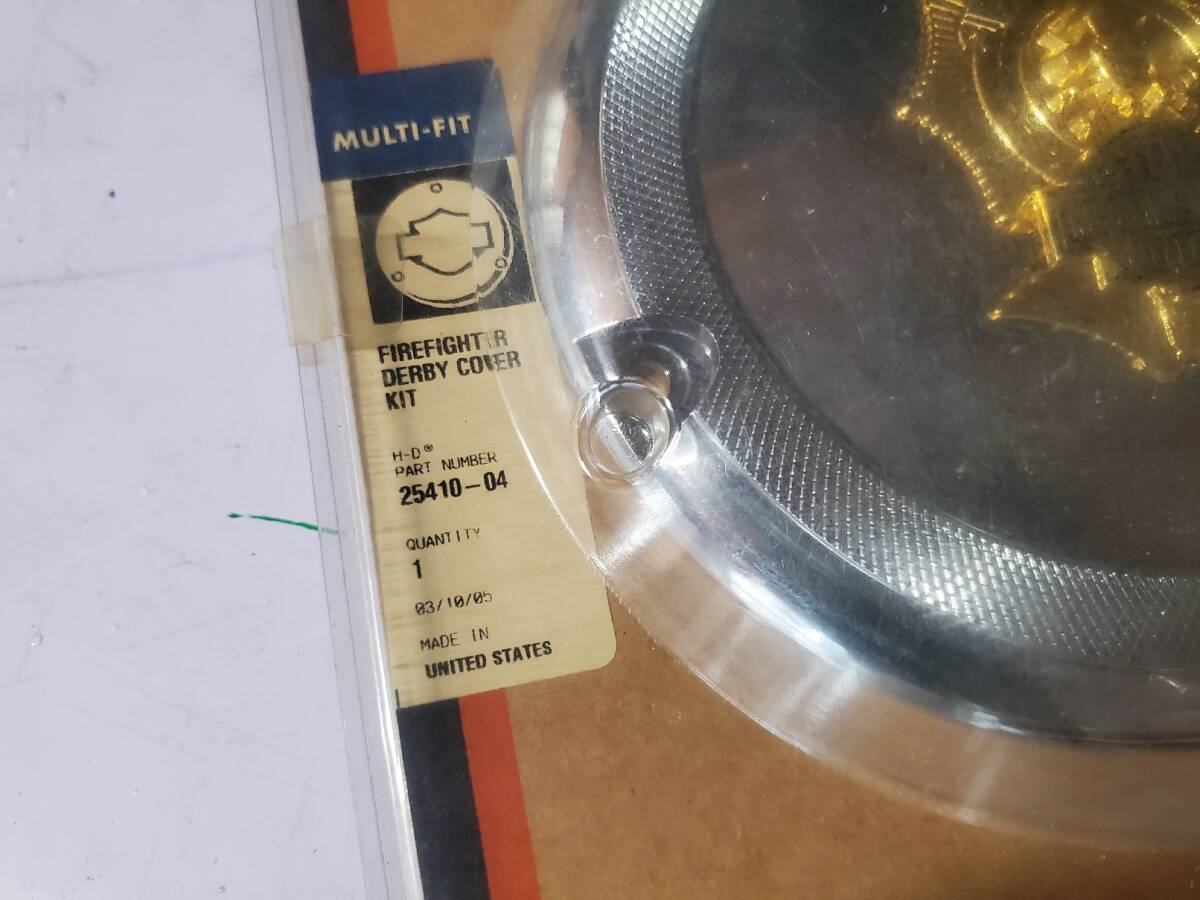 MULTI-FIT
FIREFIGHTER
DERBY COVER
KIT
H-D®
PART NUMBER
25410-04
QUANTITY
1
03/10/05
MADE IN
UNITED STATES